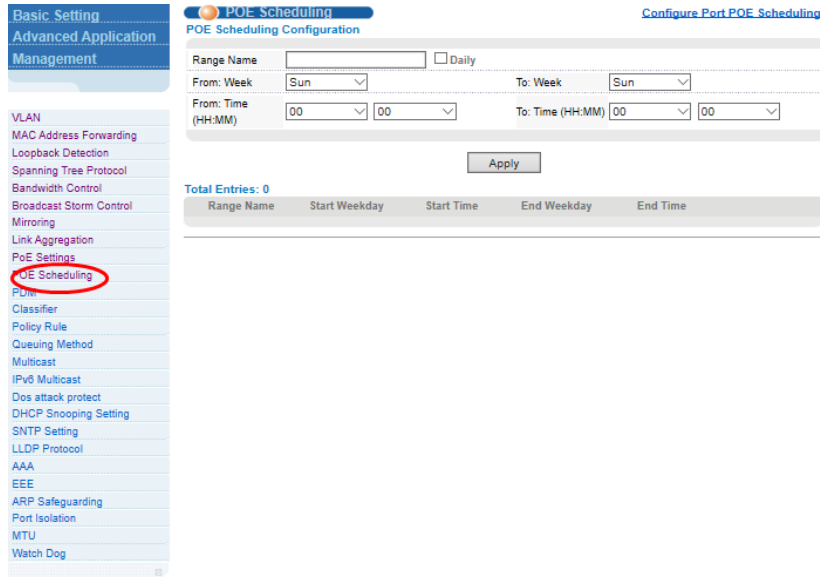 Basic Setting
Advanced Application
Management
VLAN
MAC Address Forwarding
Loopback Detection
Spanning Tree Protocol
Bandwidth Control
Broadcast Storm Control
Mirroring
Link Aggregation
PoE Settings
POE Scheduling
PDM
Classifier
Policy Rule
Queuing Method
Multicast
IPv6 Multicast
Dos attack protect
DHCP Snooping Setting
SNTP Setting
LLDP Protocol
AAA
EEE
ARP Safeguarding
Port Isolation
MTU
Watch Dog
POE Scheduling
Configure Port POE Scheduling
POE Scheduling Configuration
Range Name Daily
From: Week Sun To: Week Sun
From: Time (HH:MM) 00 00 To: Time (HH:MM) 00 00
Apply
Total Entries: 0
Range Name Start Weekday Start Time End Weekday End Time